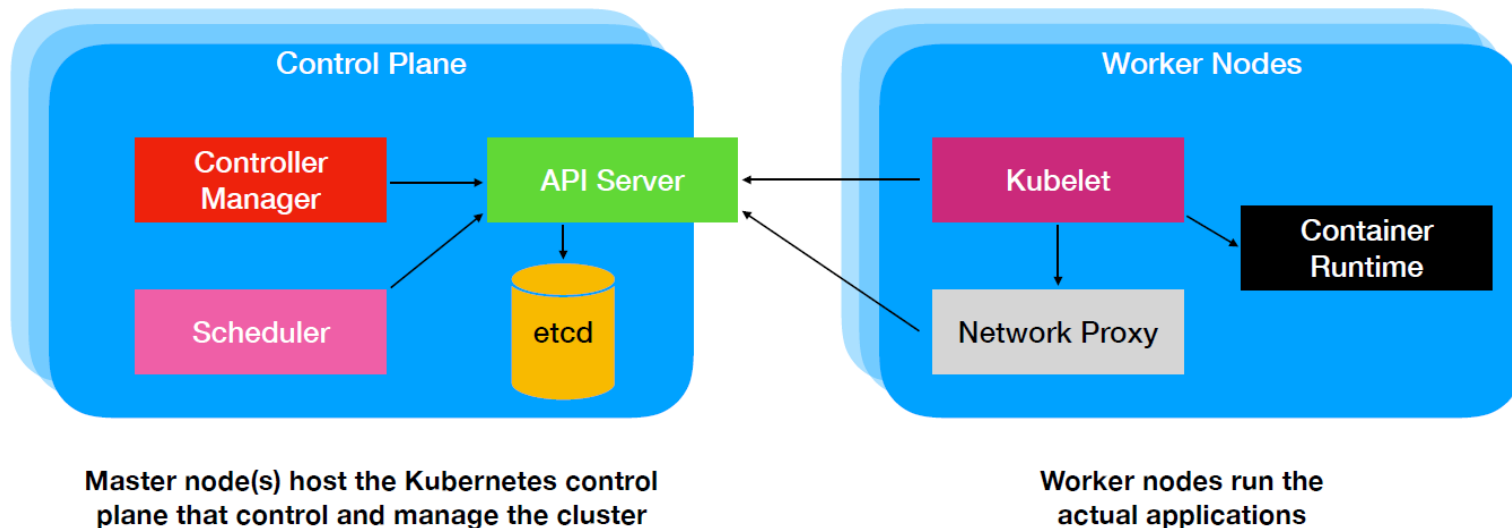 Control Plane
Controller
Manager
API Server
Scheduler
etcd
Master node(s) host the Kubernetes control
plane that control and manage the cluster
Worker Nodes
Kubelet
Container
Runtime
Network Proxy
Worker nodes run the
actual applications